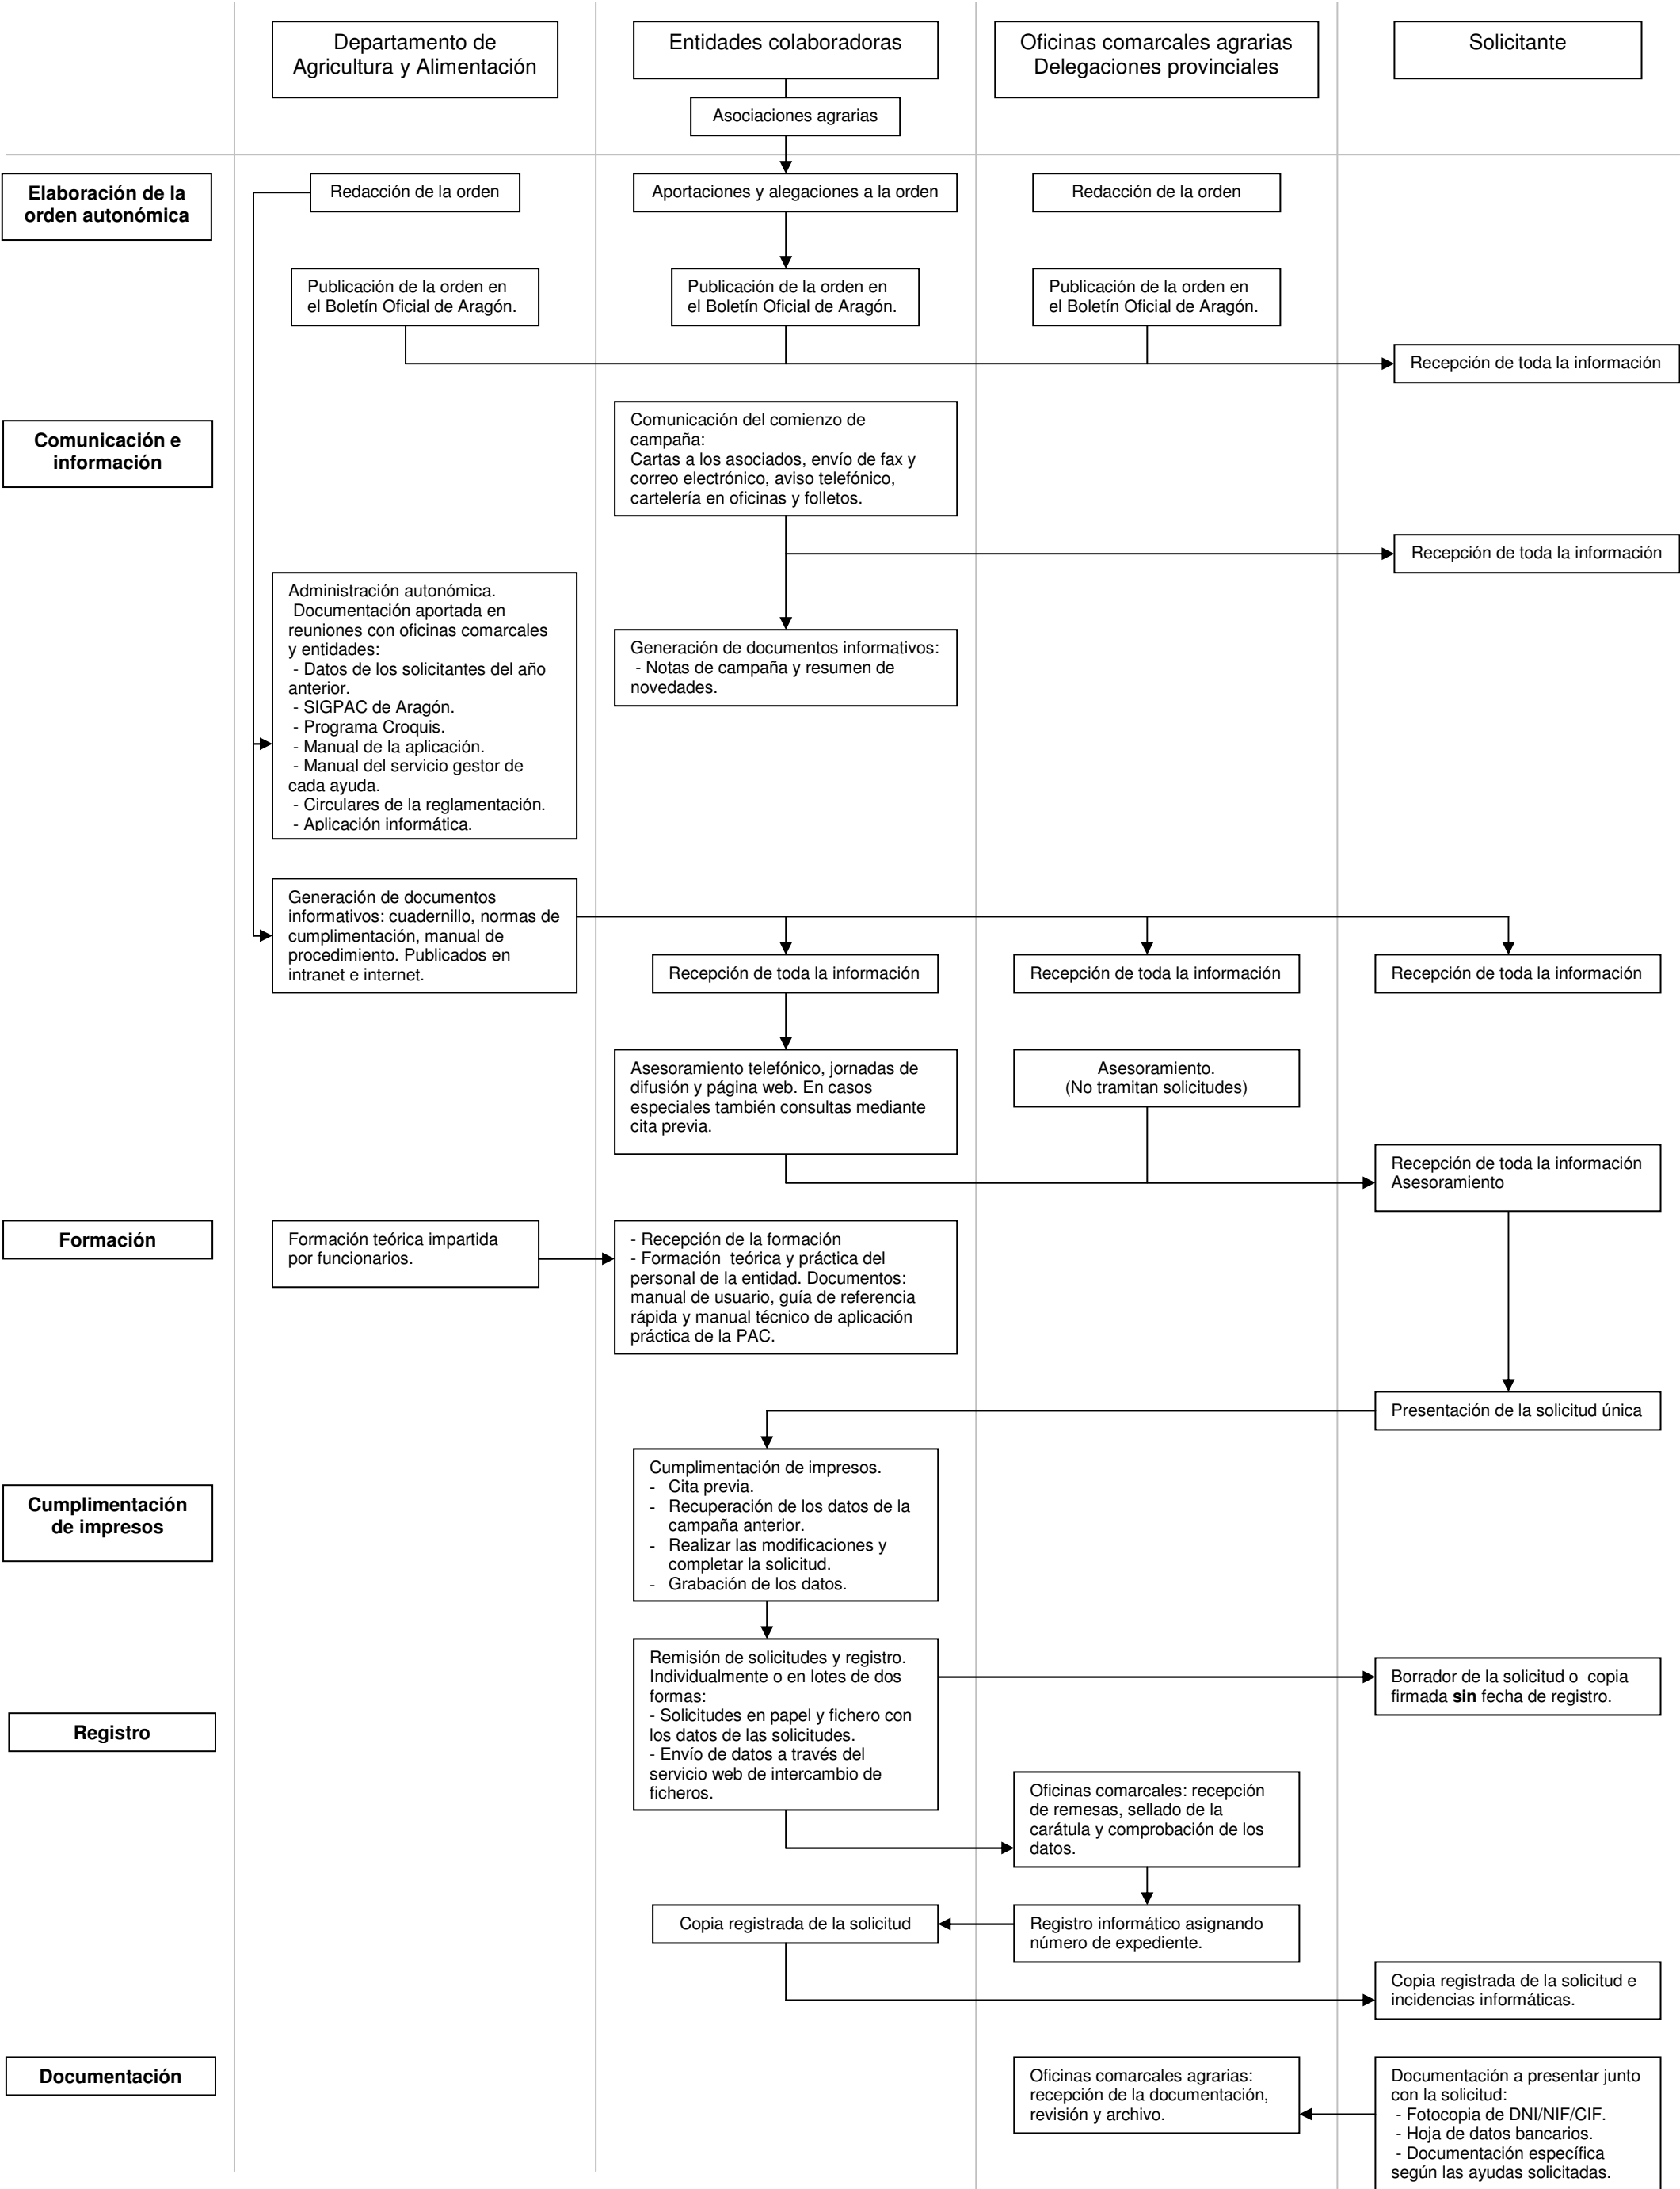 Departamento de
Agricultura y Alimentación
Entidades colaboradoras
Oficinas comarcales agrarias
Delegaciones provinciales
Solicitante
Asociaciones agrarias
Elaboración de la
orden autonómica
Redacción de la orden
Aportaciones y alegaciones a la orden
Redacción de la orden
Publicación de la orden en
el Boletín Oficial de Aragón.
Publicación de la orden en
el Boletín Oficial de Aragón.
Publicación de la orden en
el Boletín Oficial de Aragón.
Recepción de toda la información
Comunicación e
información
Comunicación del comienzo de
campaña:
Cartas a los asociados, envío de fax y
correo electrónico, aviso telefónico,
cartelería en oficinas y folletos.
Recepción de toda la información
Administración autonómica.
Documentación aportada en
reuniones con oficinas comarcales
y entidades:
- Datos de los solicitantes del año
anterior.
- SIGPAC de Aragón.
- Programa Croquis.
- Manual de la aplicación.
- Manual del servicio gestor de
cada ayuda.
- Circulares de la reglamentación.
- Aplicación informática.
Generación de documentos informativos:
- Notas de campaña y resumen de
novedades.
Generación de documentos
informativos: cuadernillo, normas de
cumplimentación, manual de
procedimiento. Publicados en
intranet e internet.
Recepción de toda la información
Recepción de toda la información
Recepción de toda la información
Asesoramiento telefónico, jornadas de
difusión y página web. En casos
especiales también consultas mediante
cita previa.
Asesoramiento.
(No tramitan solicitudes)
Recepción de toda la información
Asesoramiento
Formación
Formación teórica impartida
por funcionarios.
- Recepción de la formación
- Formación teórica y práctica del
personal de la entidad. Documentos:
manual de usuario, guía de referencia
rápida y manual técnico de aplicación
práctica de la PAC.
Presentación de la solicitud única
Cumplimentación
de impresos
Cumplimentación de impresos.
- Cita previa.
- Recuperación de los datos de la
campaña anterior.
- Realizar las modificaciones y
completar la solicitud.
- Grabación de los datos.
Registro
Remisión de solicitudes y registro.
Individualmente o en lotes de dos
formas:
- Solicitudes en papel y fichero con
los datos de las solicitudes.
- Envío de datos a través del
servicio web de intercambio de
ficheros.
Borrador de la solicitud o copia
firmada sin fecha de registro.
Oficinas comarcales: recepción
de remesas, sellado de la
carátula y comprobación de los
datos.
Copia registrada de la solicitud
Registro informático asignando
número de expediente.
Copia registrada de la solicitud e
incidencias informáticas.
Documentación
Oficinas comarcales agrarias:
recepción de la documentación,
revisión y archivo.
Documentación a presentar junto
con la solicitud:
- Fotocopia de DNI/NIF/CIF.
- Hoja de datos bancarios.
- Documentación específica
según las ayudas solicitadas.